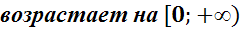 возрастает на [0; +∞)